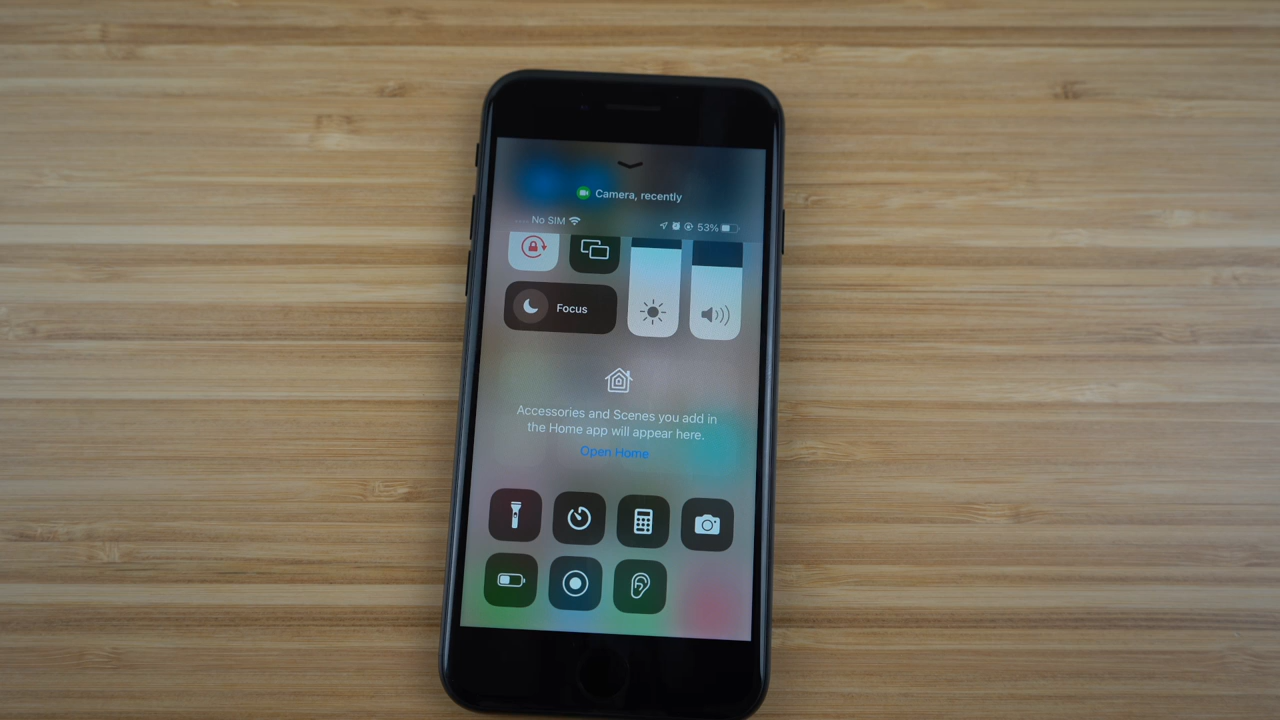 Camera, recently
No SIM
53%
Focus
Accessories and Scenes you add in
the Home app will appear here.
Open Home